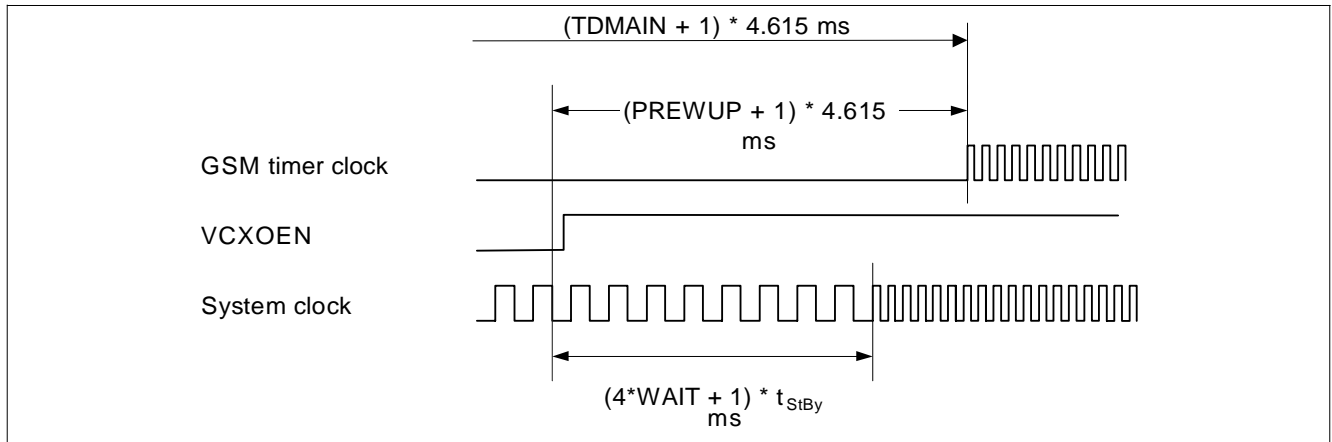 (TDMAIN + 1) * 4.615 ms
(PREWUP + 1) * 4.615
ms
GSM timer clock
VCXOEN
System clock
(4*WAIT + 1) * tStBy
ms